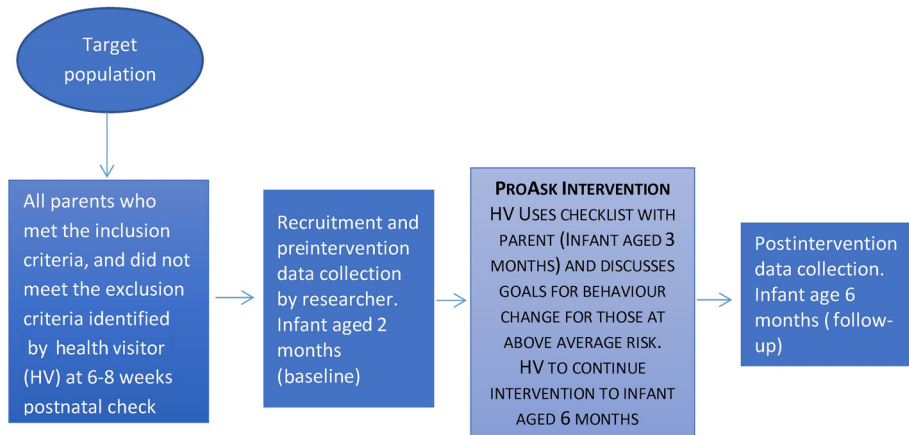 Target
population
All parents who
met the inclusion
criteria, and did not
meet the exclusion
criteria identified
by health visitor
(HV) at 6-8 weeks
postnatal check
Recruitment and
preintervention
data collection
by researcher.
Infant aged 2
months
(baseline)
PROASK INTERVENTION
HV USES CHECKLIST WITH
PARENT (INFANT AGED 3
MONTHS) AND DISCUSSES
GOALS FOR BEHAVIOUR
CHANGE FOR THOSE AT
ABOVE AVERAGE RISK.
HV TO CONTINUE
INTERVENTION TO INFANT
AGED 6 MONTHS
Postintervention
data collection.
Infant age 6
months ( follow-
up)